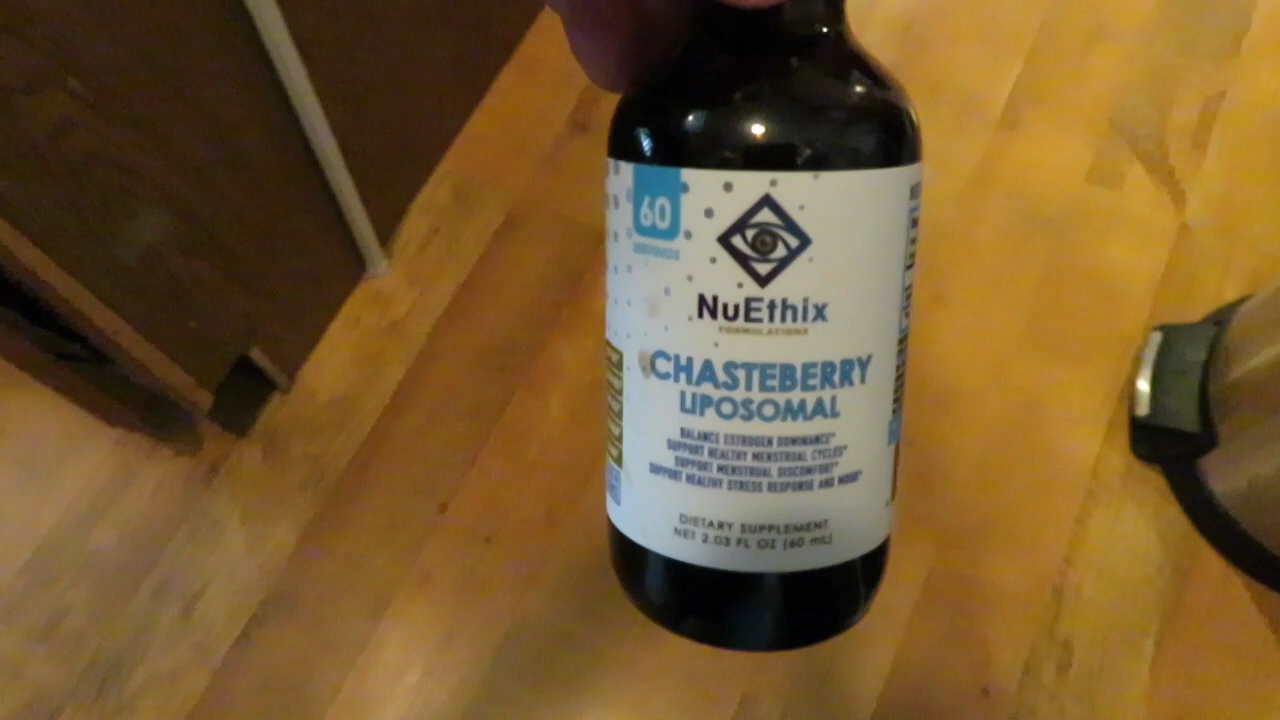 60
SERVINGS
NuEthix
FORMULATIONS
CHASTEBERRY
LIPOSOMAL
BALANCE ESTROGEN DOMINANCE*
SUPPORT HEALTHY MENSTRUAL CYCLES*
SUPPORT MENSTRUAL DISCOMFORT*
SUPPORT HEALTHY STRESS RESPONSE AND MOOD*
DIETARY SUPPLEMENT
NET 2.03 FL OZ (60 mL)